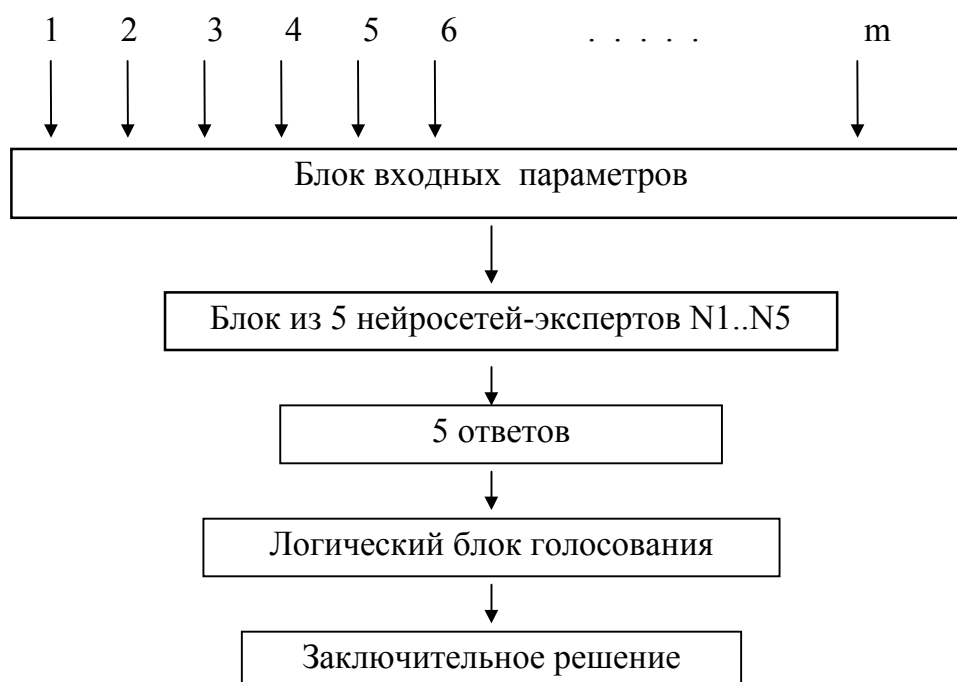 1 2 3 4 5 6 . . . . . m
Блок входных параметров
Блок из 5 нейросетей-экспертов N1..N5
5 ответов
Логический блок голосования
Заключительное решение